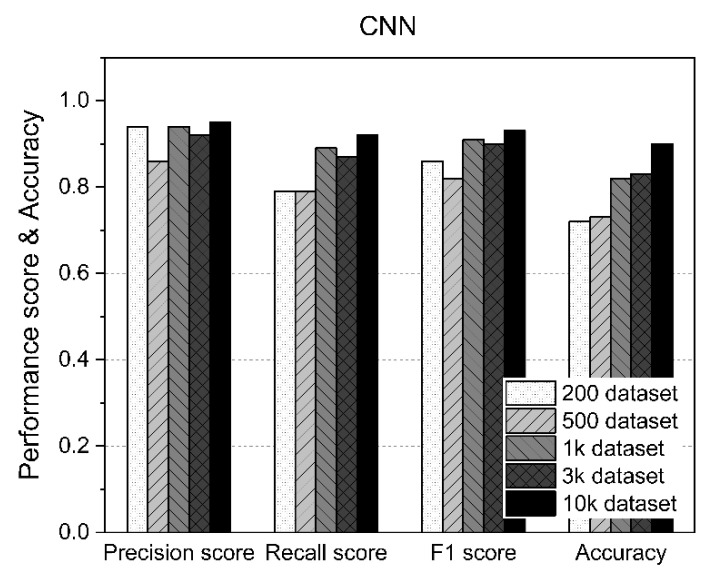 CNN
Performance score & Accuracy
1.0
0.8
0.6
0.4
0.2
0.0
200 dataset
500 dataset
1k dataset
3k dataset
10k dataset
Precision score
Recall score
F1 score
Accuracy